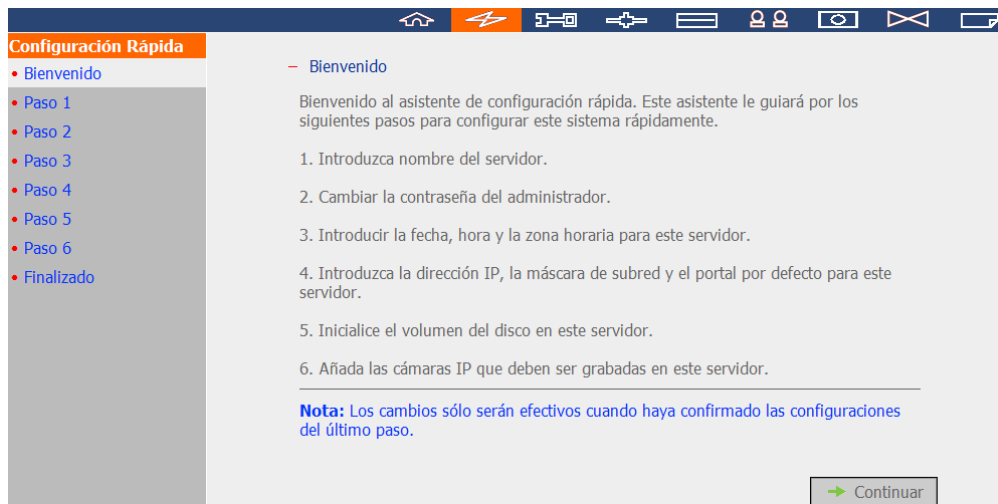 Configuración Rápida
• Bienvenido
• Paso 1
• Paso 2
• Paso 3
• Paso 4
• Paso 5
• Paso 6
• Finalizado
– Bienvenido
Bienvenido al asistente de configuración rápida. Este asistente le guiará por los
siguientes pasos para configurar este sistema rápidamente.
1. Introduzca nombre del servidor.
2. Cambiar la contraseña del administrador.
3. Introducir la fecha, hora y la zona horaria para este servidor.
4. Introduzca la dirección IP, la máscara de subred y el portal por defecto para este
servidor.
5. Inicialice el volumen del disco en este servidor.
6. Añada las cámaras IP que deben ser grabadas en este servidor.
Nota: Los cambios sólo serán efectivos cuando haya confirmado las configuraciones
del último paso.
Continuar